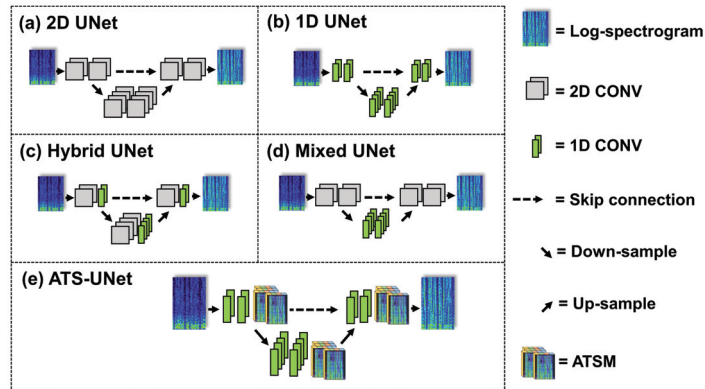 (a) 2D UNet
(b) 1D UNet
(c) Hybrid UNet
(d) Mixed UNet
(e) ATS-UNet
= Log-spectrogram
= 2D CONV
= 1D CONV
= Skip connection
= Down-sample
= Up-sample
= ATSM